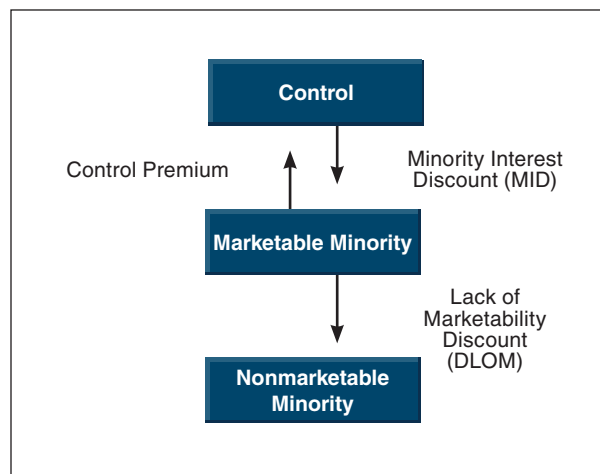 Control
Control Premium
Minority Interest
Discount (MID)
Marketable Minority
Lack of
Marketability
Discount
(DLOM)
Nonmarketable
Minority